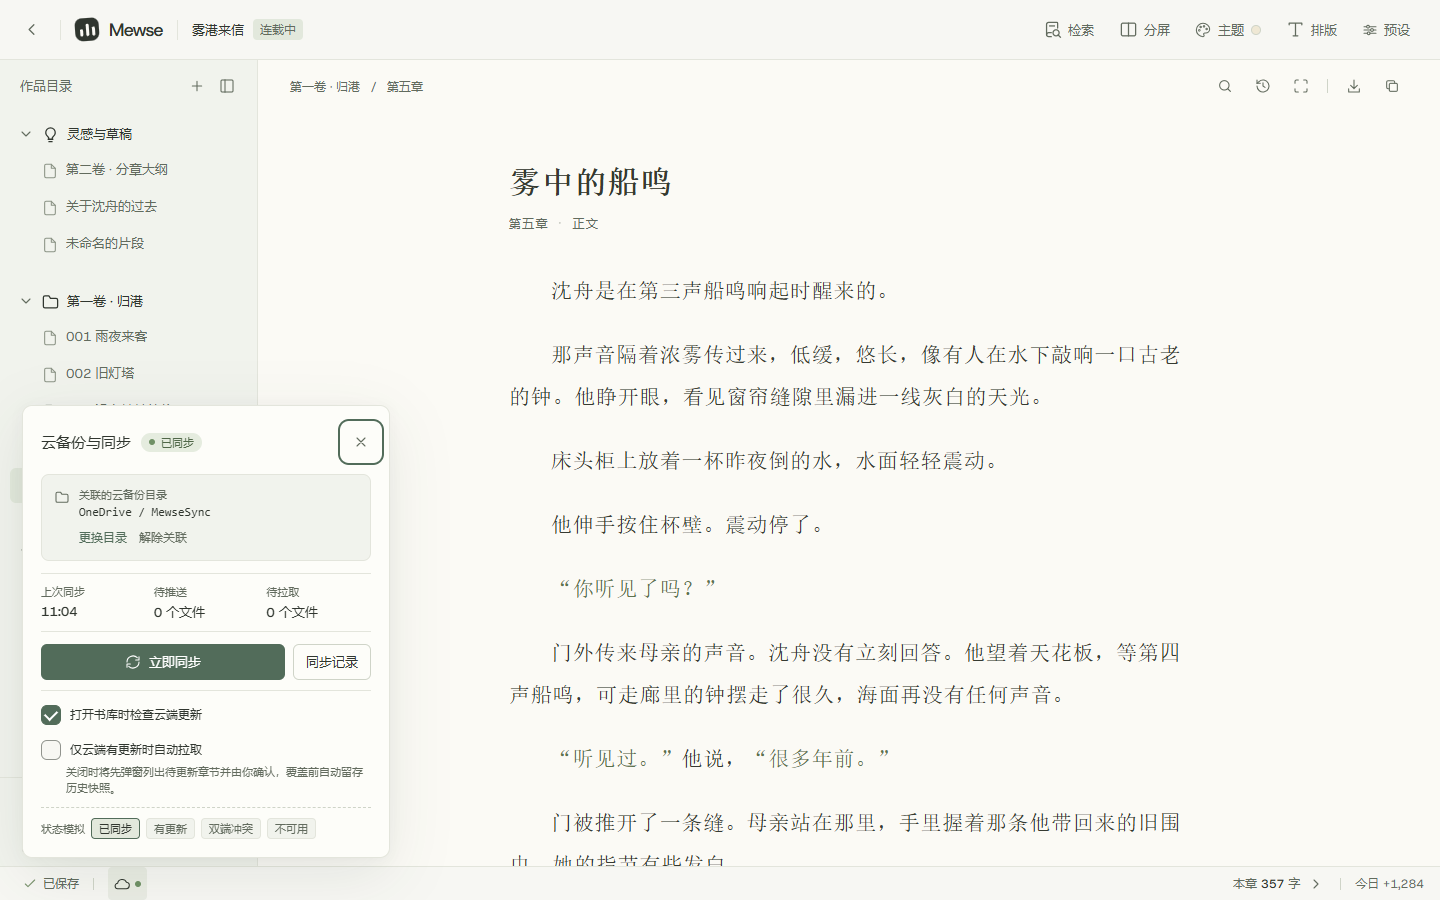 Mewse
雾港来信
连载中
检索
分屏
主题
排版
预设
作品目录
灵感与草稿
第二卷 · 分章大纲
关于沈舟的过去
未命名的片段
第一卷 · 归港
001 雨夜来客
002 旧灯塔
云备份与同步
已同步
关联的云备份目录
OneDrive / MewseSync
更换目录 解除关联
上次同步 待推送 待拉取
11:04 0 个文件 0 个文件
立即同步
同步记录
打开书库时检查云端更新
仅云端有更新时自动拉取
关闭时将先弹窗列出待更新章节并由你确认，覆盖前自动留存
历史快照。
状态模拟 已同步 有更新 双端冲突 不可用
第一卷 · 归港 / 第五章
雾中的船鸣
第五章 · 正文
沈舟是在第三声船鸣响起时醒来的。
那声音隔着浓雾传过来，低缓，悠长，像有人在水下敲响一口古老
的钟。他睁开眼，看见窗帘缝隙里漏进一线灰白的天光。
床头柜上放着一杯昨夜倒的水，水面轻轻震动。
他伸手按住杯壁。震动停了。
“你听见了吗？”
门外传来母亲的声音。沈舟没有立刻回答。他望着天花板，等第四
声船鸣，可走廊里的钟摆走了很久，海面再没有任何声音。
“听见过。”他说，“很多年前。”
门被推开了一条缝。母亲站在那里，手里握着那条他带回来的旧围
巾，她的指节有些发白。
已保存
本章 357 字
今日 +1,284